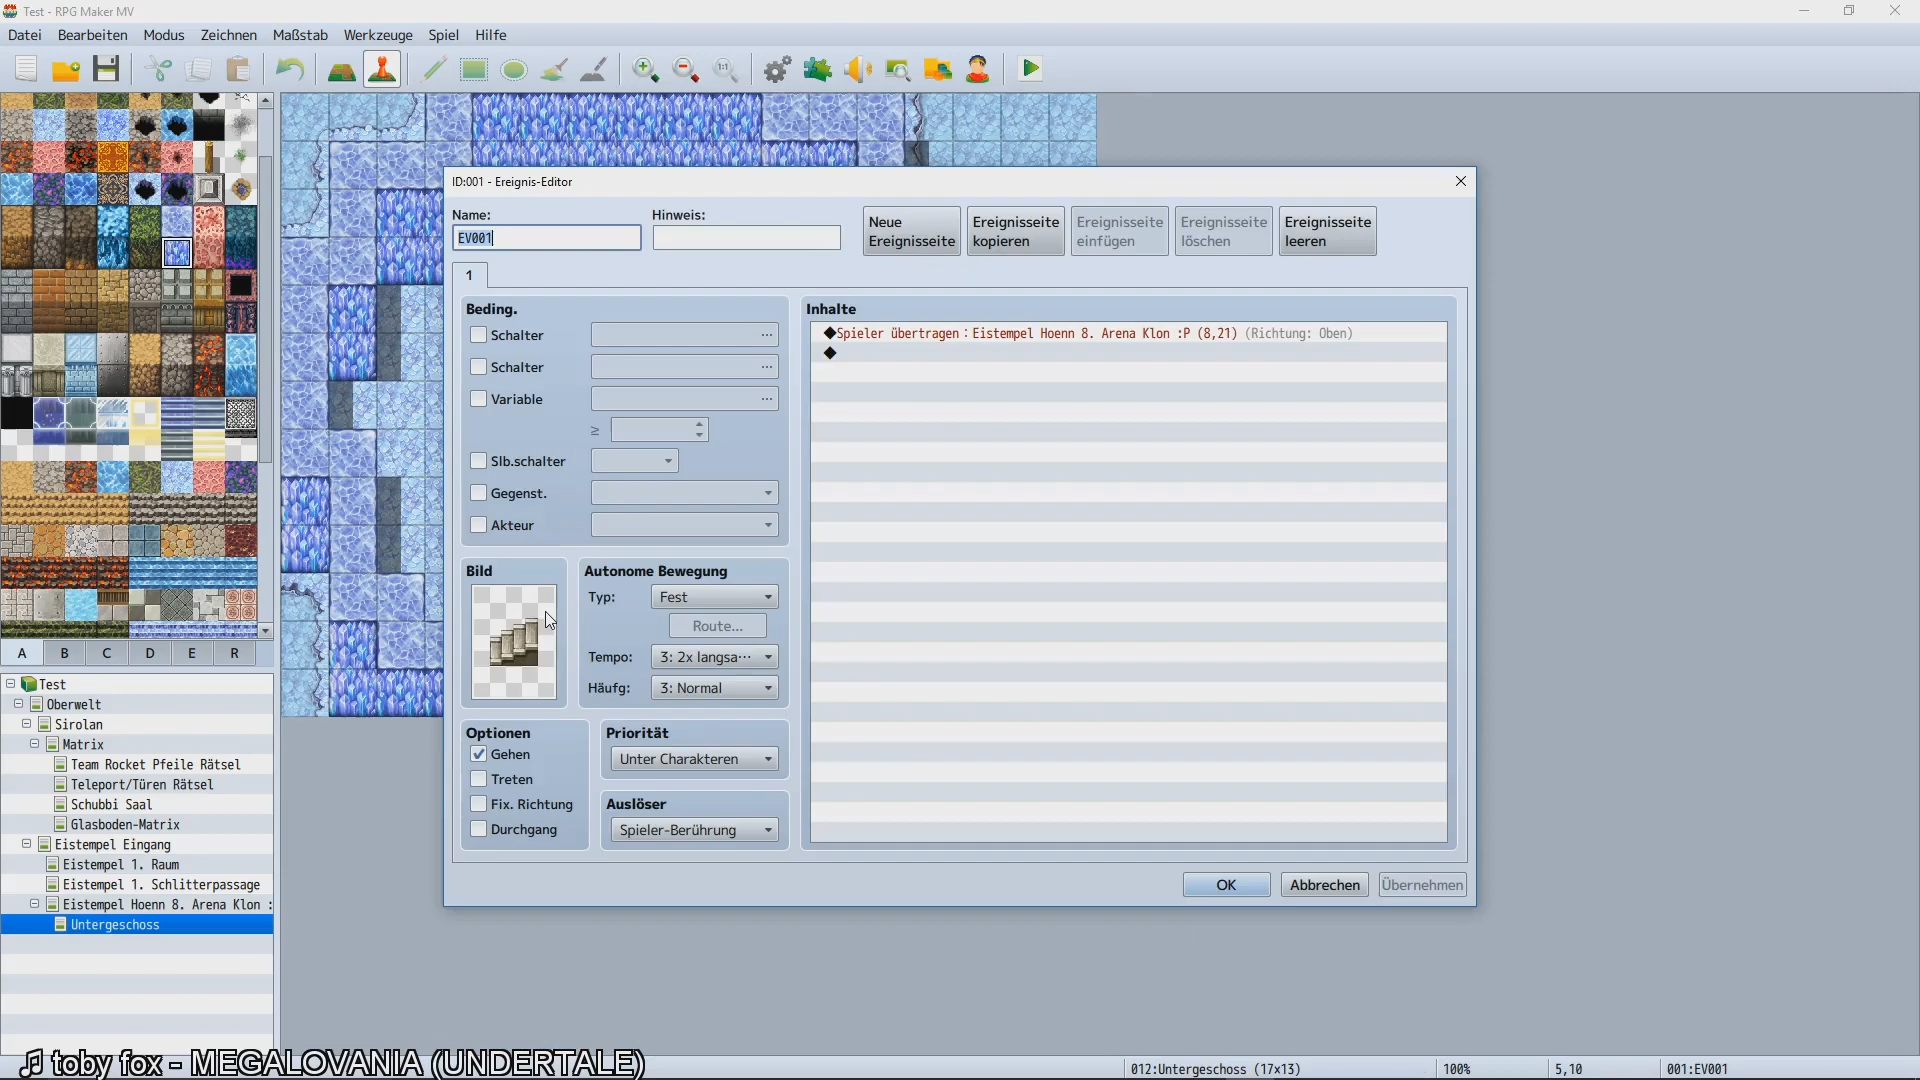 Test - RPG Maker MV
Datei Bearbeiten Modus Zeichnen Maßstab Werkzeuge Spiel Hilfe
1:1
ID:001 - Ereignis-Editor
Name:
Hinweis:
EV001
Neue Ereignisseite
Ereignisseite kopieren
Ereignisseite einfügen
Ereignisseite löschen
Ereignisseite leeren
1
Beding.
Schalter ...
Schalter ...
Variable ...
≥
Slb.schalter
Gegenst.
Akteur
Bild
Autonome Bewegung
Typ: Fest
Route...
Tempo: 3: 2x langsa···
Häufg: 3: Normal
Optionen
Gehen
Treten
Fix. Richtung
Durchgang
Priorität
Unter Charakteren
Auslöser
Spieler-Berührung
Inhalte
◆Spieler übertragen：Eistempel Hoenn 8. Arena Klon :P (8,21) (Richtung: Oben)
◆
OK Abbrechen Übernehmen
A B C D E R
Test
Oberwelt
Sirolan
Matrix
Team Rocket Pfeile Rätsel
Teleport/Türen Rätsel
Schubbi Saal
Glasboden-Matrix
Eistempel Eingang
Eistempel 1. Raum
Eistempel 1. Schlitterpassage
Eistempel Hoenn 8. Arena Klon :
Untergeschoss
♫ toby fox - MEGALOVANIA (UNDERTALE)
012:Untergeschoss (17x13) 100% 5,10 001:EV001